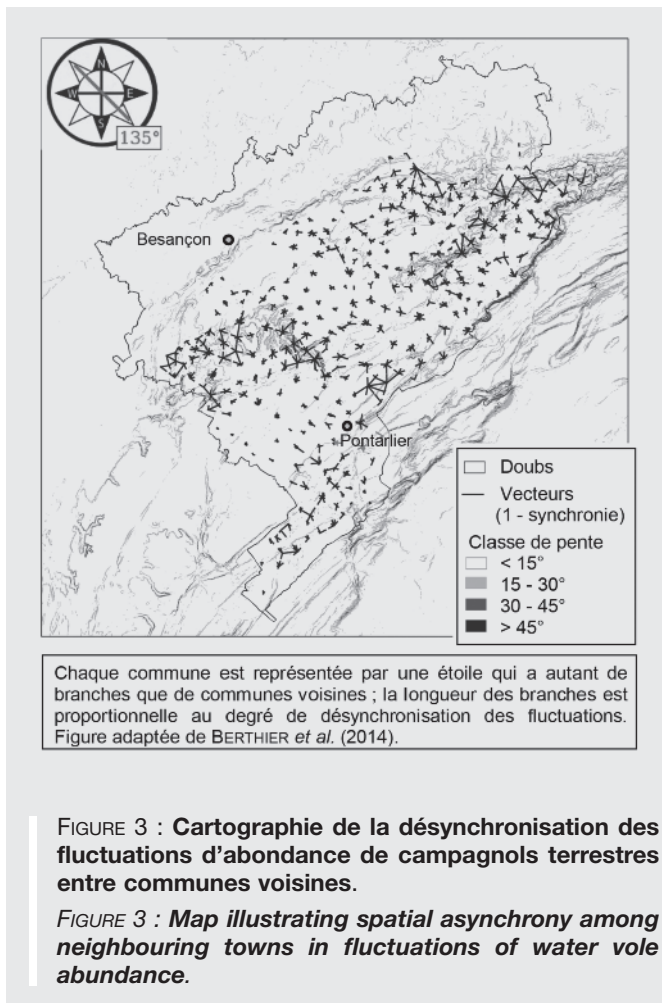 N
W
E
S
135°
Besançon
Pontarlier
Doubs
Vecteurs
(1 - synchronie)
Classe de pente
< 15°
15 - 30°
30 - 45°
> 45°
Chaque commune est représentée par une étoile qui a autant de
branches que de communes voisines ; la longueur des branches est
proportionnelle au degré de désynchronisation des fluctuations.
Figure adaptée de BERTHIER et al. (2014).
FIGURE 3 : Cartographie de la désynchronisation des
fluctuations d'abondance de campagnols terrestres
entre communes voisines.
FIGURE 3 : Map illustrating spatial asynchrony among
neighbouring towns in fluctuations of water vole
abundance.